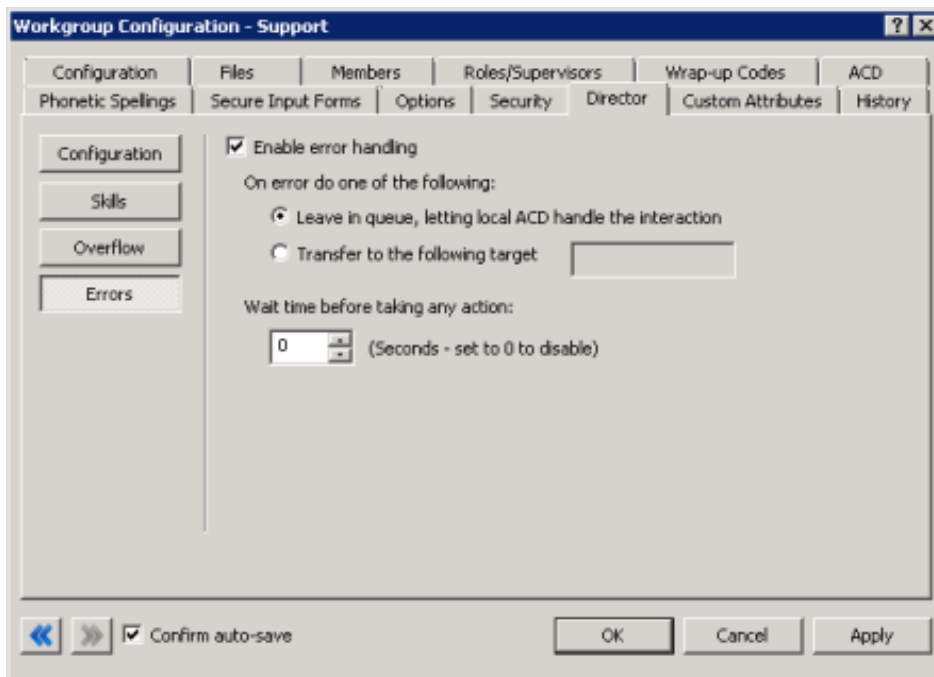 Workgroup Configuration - Support
Configuration Files Members Roles/Supervisors Wrap-up Codes ACD
Phonetic Spellings Secure Input Forms Options Security Director Custom Attributes History
Configuration
Skills
Overflow
Errors
Enable error handling
On error do one of the following:
Leave in queue, letting local ACD handle the interaction
Transfer to the following target
Wait time before taking any action:
0 (Seconds - set to 0 to disable)
Confirm auto-save OK Cancel Apply